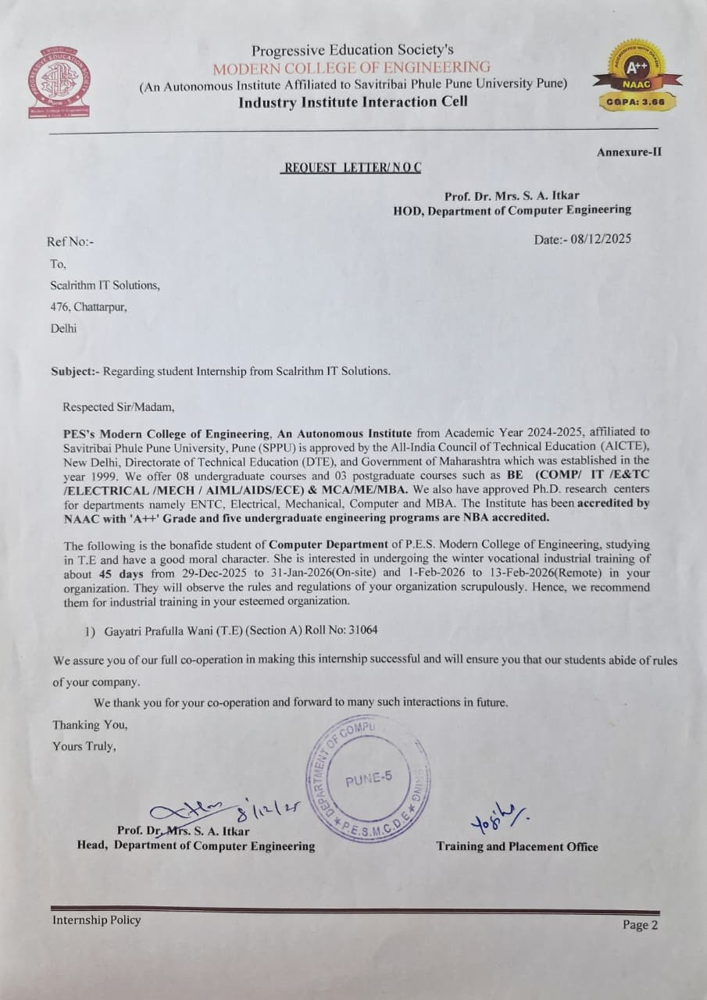 Progressive Education Society's
MODERN COLLEGE OF ENGINEERING
(An Autonomous Institute Affiliated to Savitribai Phule Pune University Pune)
Industry Institute Interaction Cell
PROGRESSIVE EDUCATION SOCIETY
Pune - 5
Modern College of Engineering
ACCREDITED WITH GRADE
A++
NAAC
CGPA: 3.66
Annexure-II
REQUEST LETTER/ N O C
Prof. Dr. Mrs. S. A. Itkar
HOD, Department of Computer Engineering
Ref No:-
Date:- 08/12/2025
To,
Scalrithm IT Solutions,
476, Chattarpur,
Delhi
Subject:- Regarding student Internship from Scalrithm IT Solutions.
Respected Sir/Madam,
PES's Modern College of Engineering, An Autonomous Institute from Academic Year 2024-2025, affiliated to
Savitribai Phule Pune University, Pune (SPPU) is approved by the All-India Council of Technical Education (AICTE),
New Delhi, Directorate of Technical Education (DTE), and Government of Maharashtra which was established in the
year 1999. We offer 08 undergraduate courses and 03 postgraduate courses such as BE (COMP/ IT /E&TC
/ELECTRICAL /MECH / AIML/AIDS/ECE) & MCA/ME/MBA. We also have approved Ph.D. research centers
for departments namely ENTC, Electrical, Mechanical, Computer and MBA. The Institute has been accredited by
NAAC with 'A++' Grade and five undergraduate engineering programs are NBA accredited.
The following is the bonafide student of Computer Department of P.E.S. Modern College of Engineering, studying
in T.E and have a good moral character. She is interested in undergoing the winter vocational industrial training of
about 45 days from 29-Dec-2025 to 31-Jan-2026(On-site) and 1-Feb-2026 to 13-Feb-2026(Remote) in your
organization. They will observe the rules and regulations of your organization scrupulously. Hence, we recommend
them for industrial training in your esteemed organization.
1) Gayatri Prafulla Wani (T.E) (Section A) Roll No: 31064
We assure you of our full co-operation in making this internship successful and will ensure you that our students abide of rules
of your company.
We thank you for your co-operation and forward to many such interactions in future.
Thanking You,
Yours Truly,
DEPARTMENT OF COMPU
PUNE-5
★ P.E.S.M.C.O.E ★
8/12/25
Prof. Dr. Mrs. S. A. Itkar
Head, Department of Computer Engineering
Training and Placement Office
Internship Policy
Page 2